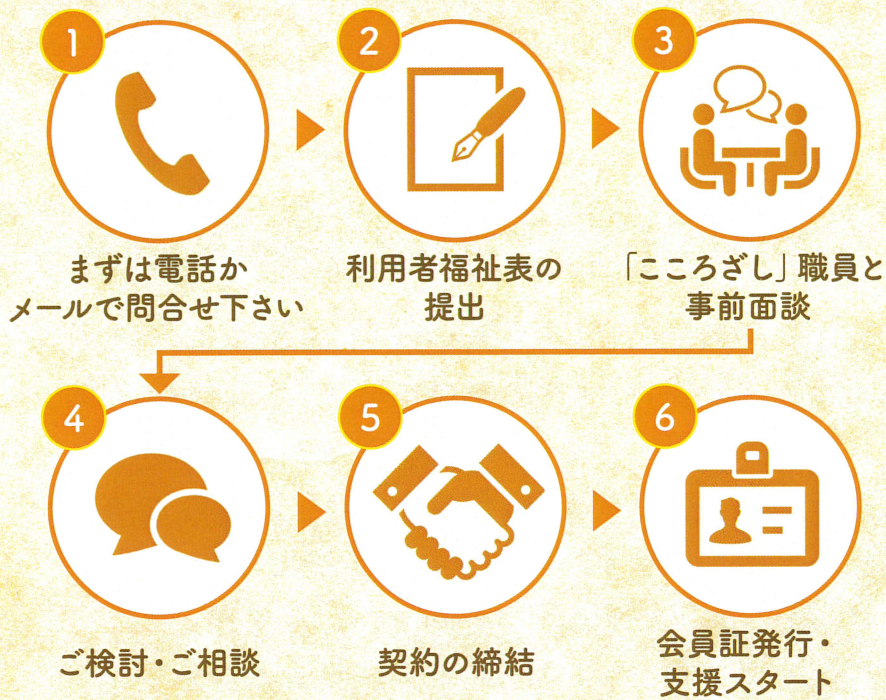 1
まずは電話か
メールで問合せ下さい
2
利用者福祉表の
提出
3
「こころざし」職員と
事前面談
4
ご検討・ご相談
5
契約の締結
6
会員証発行・
支援スタート